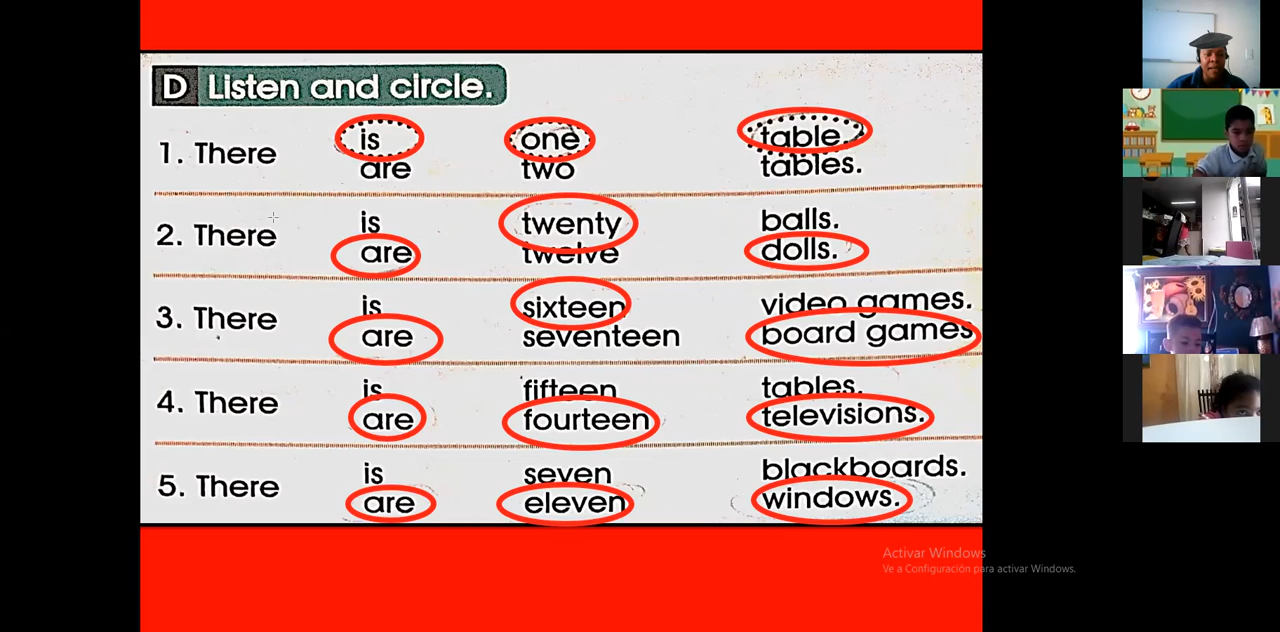 D Listen and circle.
is one table.
1. There
are two tables.
is twenty balls.
2. There
are twelve dolls.
is sixteen video games.
3. There
are seventeen board games
is fifteen tables.
4. There
are fourteen televisions.
is seven blackboards.
5. There
are eleven windows.
Activar Windows
Ve a Configuración para activar Windows.